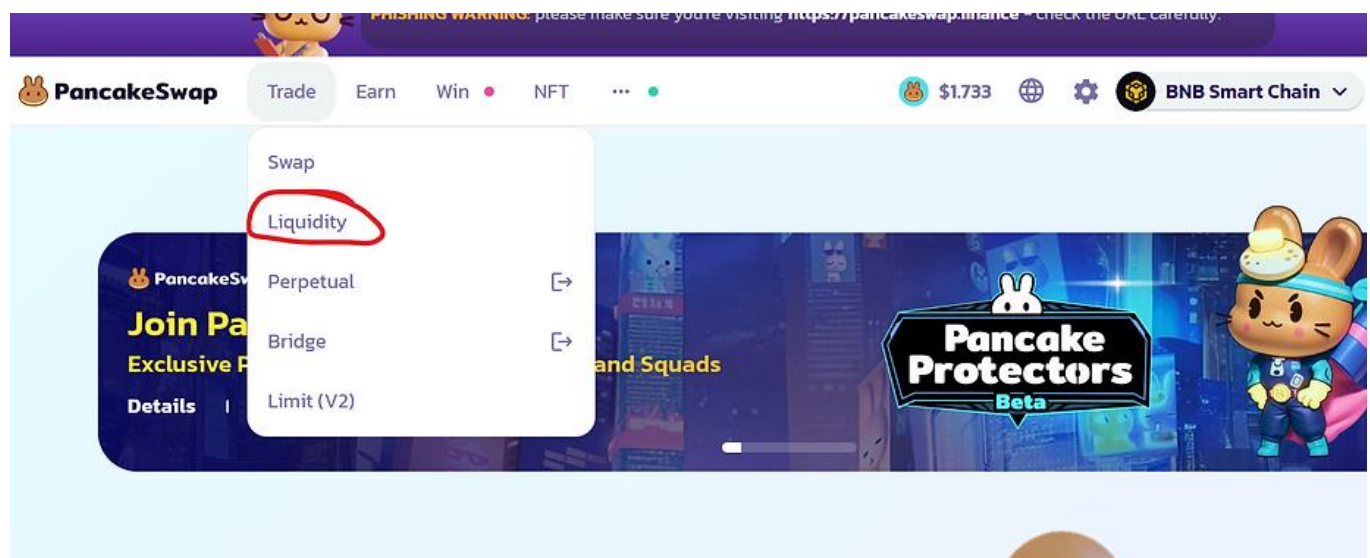 PHISHING WARNING: please make sure you're visiting https://pancakeswap.finance - check the URL carefully.
PancakeSwap Trade Earn Win NFT ... $1.733 BNB Smart Chain
Swap
Liquidity
Perpetual
Bridge
Limit (V2)
PancakeSw
Join Pa
Exclusive P
and Squads
Details
Pancake
Protectors
Beta